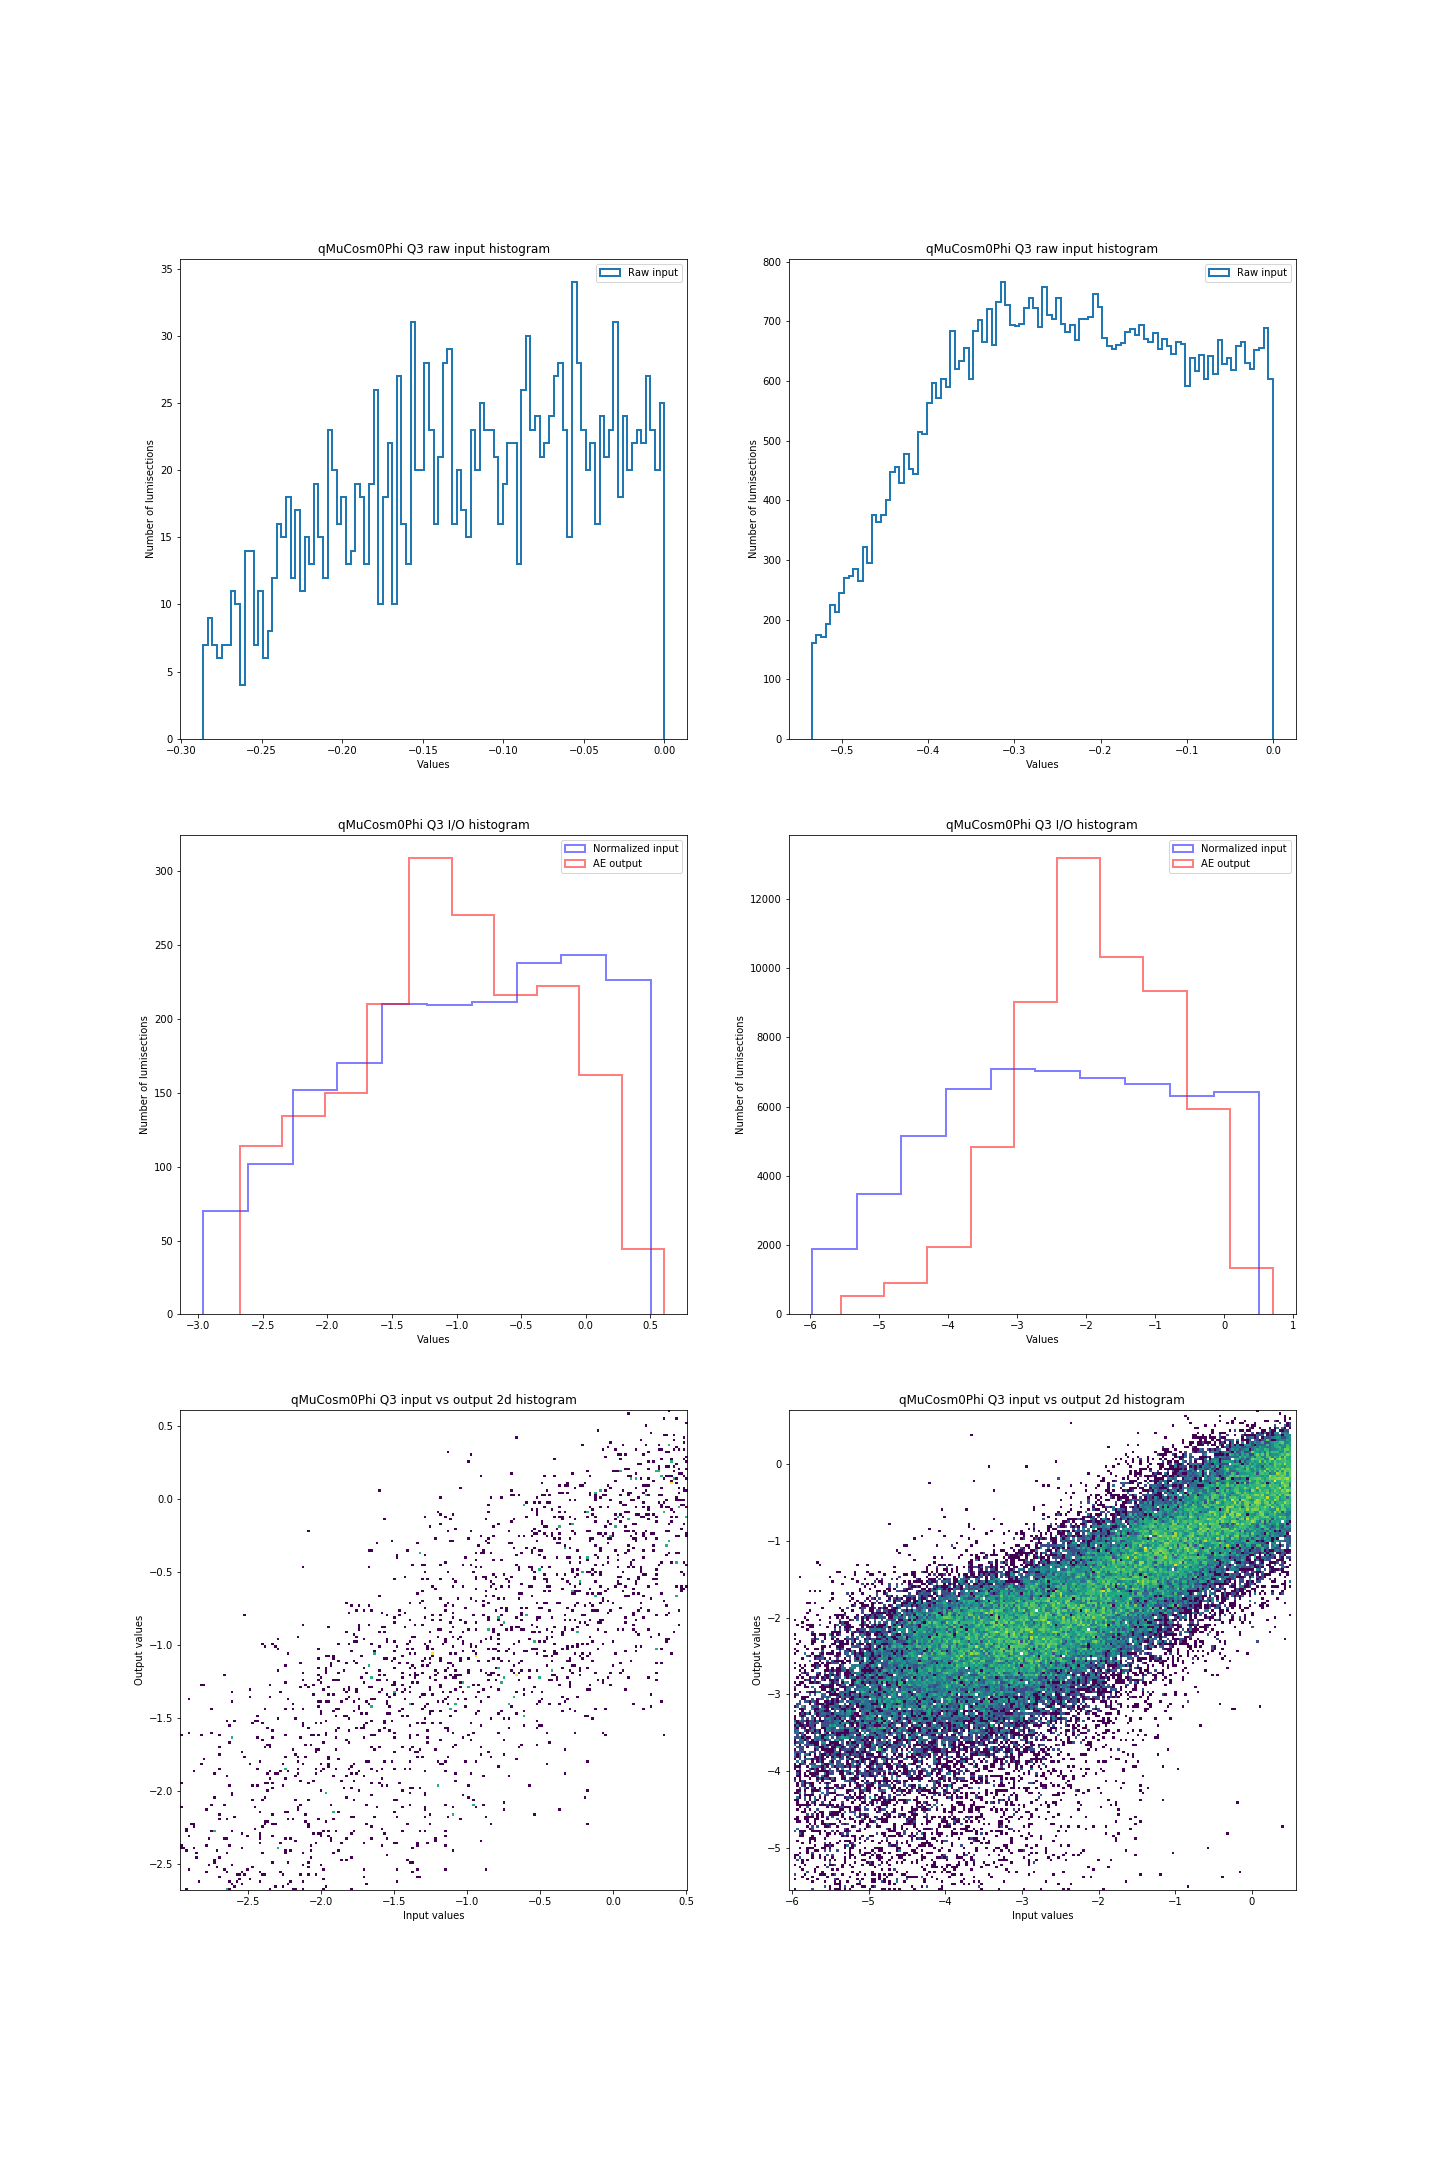 qMuCosm0Phi Q3 raw input histogram
Raw input
35
30
25
20
15
10
5
0
Number of lumisections
−0.30 −0.25 −0.20 −0.15 −0.10 −0.05 0.00
Values
qMuCosm0Phi Q3 raw input histogram
Raw input
800
700
600
500
400
300
200
100
0
Number of lumisections
−0.5 −0.4 −0.3 −0.2 −0.1 0.0
Values
qMuCosm0Phi Q3 I/O histogram
Normalized input
AE output
300
250
200
150
100
50
0
Number of lumisections
−3.0 −2.5 −2.0 −1.5 −1.0 −0.5 0.0 0.5
Values
qMuCosm0Phi Q3 I/O histogram
Normalized input
AE output
12000
10000
8000
6000
4000
2000
0
Number of lumisections
−6 −5 −4 −3 −2 −1 0 1
Values
qMuCosm0Phi Q3 input vs output 2d histogram
0.5
0.0
−0.5
−1.0
−1.5
−2.0
−2.5
Output values
−2.5 −2.0 −1.5 −1.0 −0.5 0.0 0.5
Input values
qMuCosm0Phi Q3 input vs output 2d histogram
0
−1
−2
−3
−4
−5
Output values
−6 −5 −4 −3 −2 −1 0
Input values